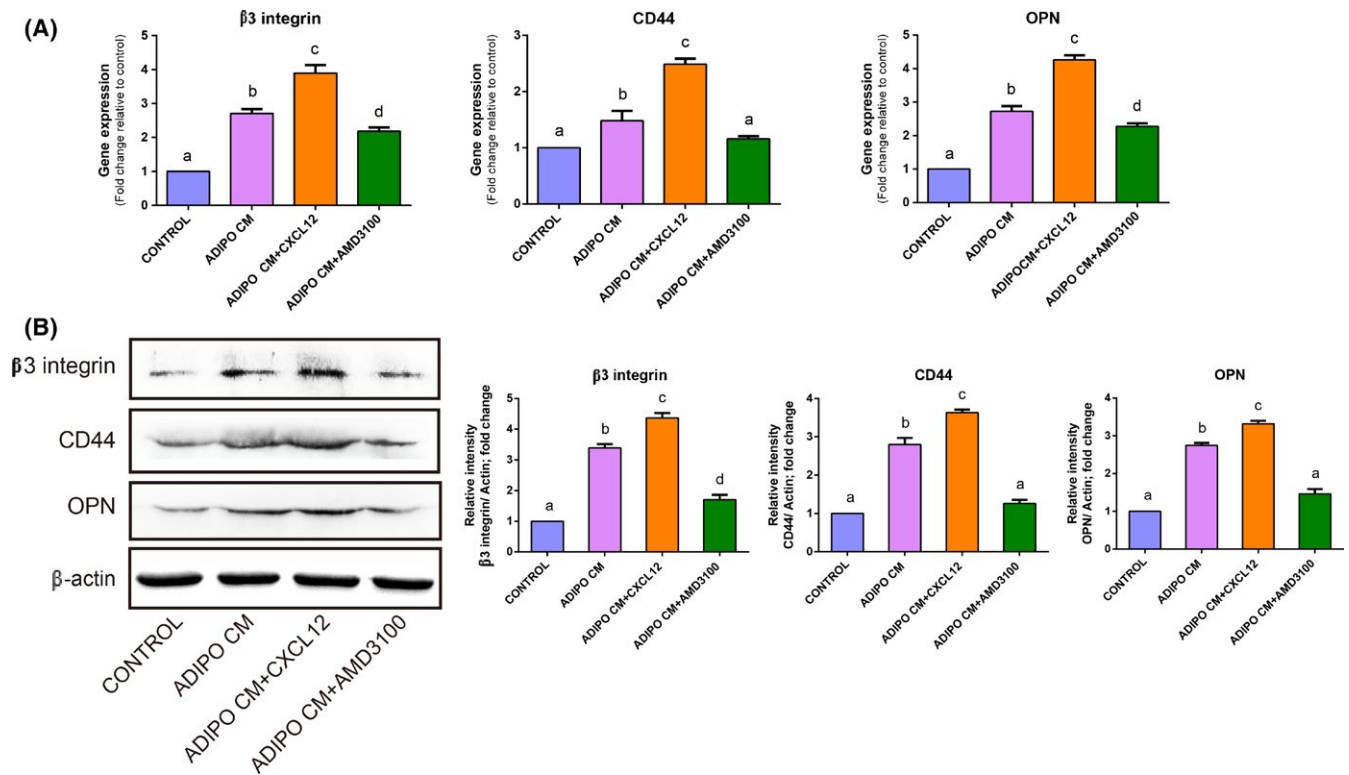 (A)
β3 integrin
Gene expression
(Fold change relative to control)
5
4
3
2
1
0
a
b
c
d
CONTROL
ADIPO CM
ADIPO CM+CXCL12
ADIPO CM+AMD3100
CD44
Gene expression
(Fold change relative to control)
3
2
1
0
a
b
c
a
CONTROL
ADIPO CM
ADIPO CM+CXCL12
ADIPO CM+AMD3100
OPN
Gene expression
(Fold change relative to control)
5
4
3
2
1
0
a
b
c
d
CONTROL
ADIPO CM
ADIPOCM+CXCL12
ADIPO CM+AMD3100
(B)
β3 integrin
CD44
OPN
β-actin
CONTROL
ADIPO CM
ADIPO CM+CXCL12
ADIPO CM+AMD3100
β3 integrin
Relative intensity
β3 integrin/ Actin; fold change
5
4
3
2
1
0
a
b
c
d
CONTROL
ADIPO CM
ADIPO CM+CXCL12
ADIPO CM+AMD3100
CD44
Relative intensity
CD44/ Actin; fold change
4
3
2
1
0
a
b
c
a
CONTROL
ADIPO CM
ADIPO CM+CXCL12
ADIPO CM+AMD3100
OPN
Relative intensity
OPN/ Actin; fold change
4
3
2
1
0
a
b
c
a
CONTROL
ADIPO CM
ADIPO CM+CXCL12
ADIPO CM+AMD3100